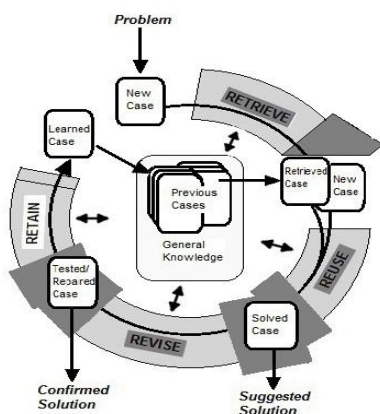 Problem
New
Case
RETRIEVE
Learned
Case
Retrieved
Case
New
Case
Previous
Cases
General
Knowledge
RETAIN
REUSE
Tested/
Repaired
Case
REVISE
Solved
Case
Confirmed
Solution
Suggested
Solution